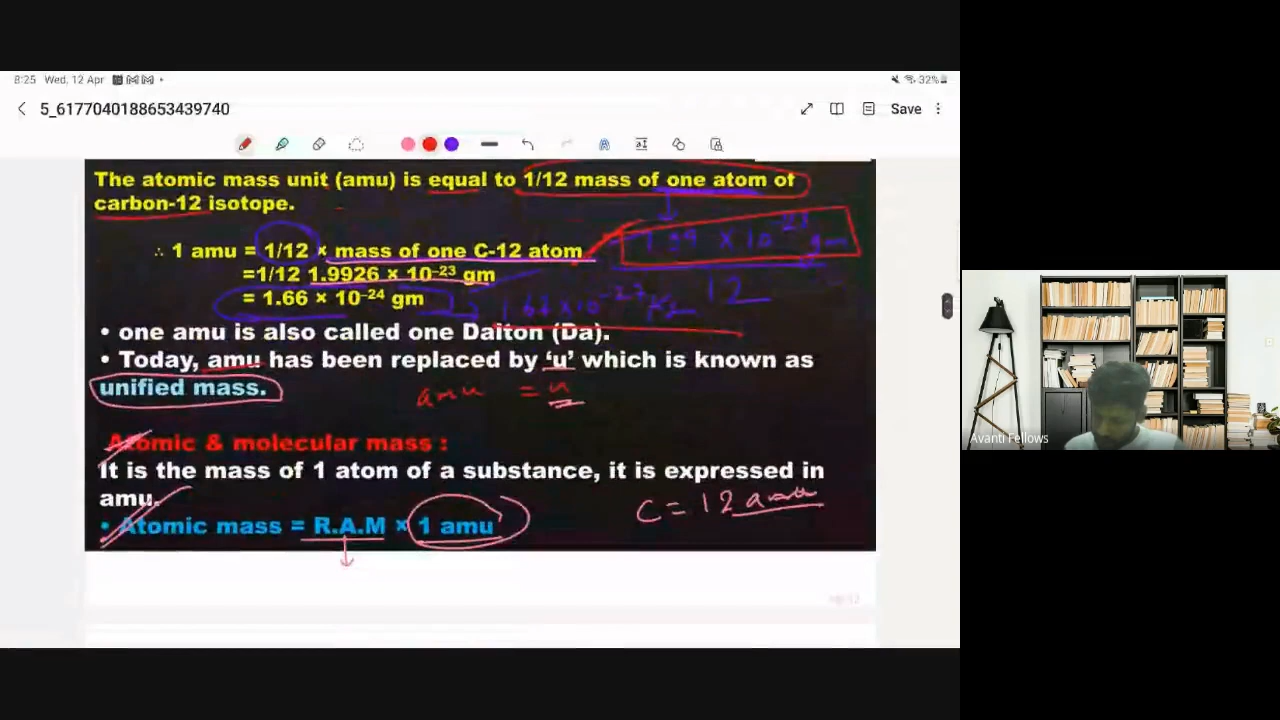 8:25 Wed, 12 Apr
32%
5_6177040188653439740
Save
The atomic mass unit (amu) is equal to 1/12 mass of one atom of
carbon-12 isotope.
∴ 1 amu = 1/12 × mass of one C-12 atom
=1/12 1.9926 × 10⁻²³ gm
= 1.66 × 10⁻²⁴ gm
12
• one amu is also called one Dalton (Da).
• Today, amu has been replaced by ‘u’ which is known as
unified mass.
amu = u
Atomic & molecular mass :
It is the mass of 1 atom of a substance, it is expressed in
amu.
C = 12 amu
• Atomic mass = R.A.M × 1 amu
Avanti Fellows